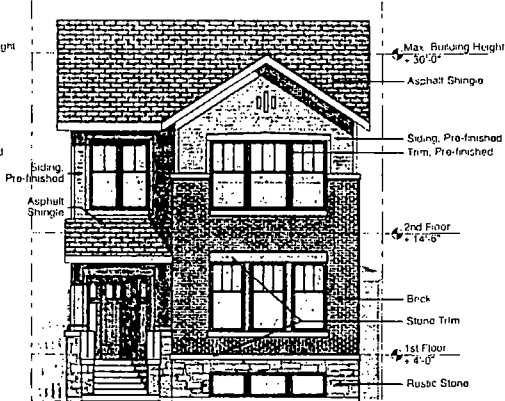 ght
Max. Building Height
+ 30'-0"
Asphalt Shingle
Siding, Pre-finished
Trim, Pre-finished
d
Siding,
Pre-finished
Asphalt
Shingle
2nd Floor
+ 14'-6"
Brick
Stone Trim
1st Floor
+ 4'-0"
Rustic Stone